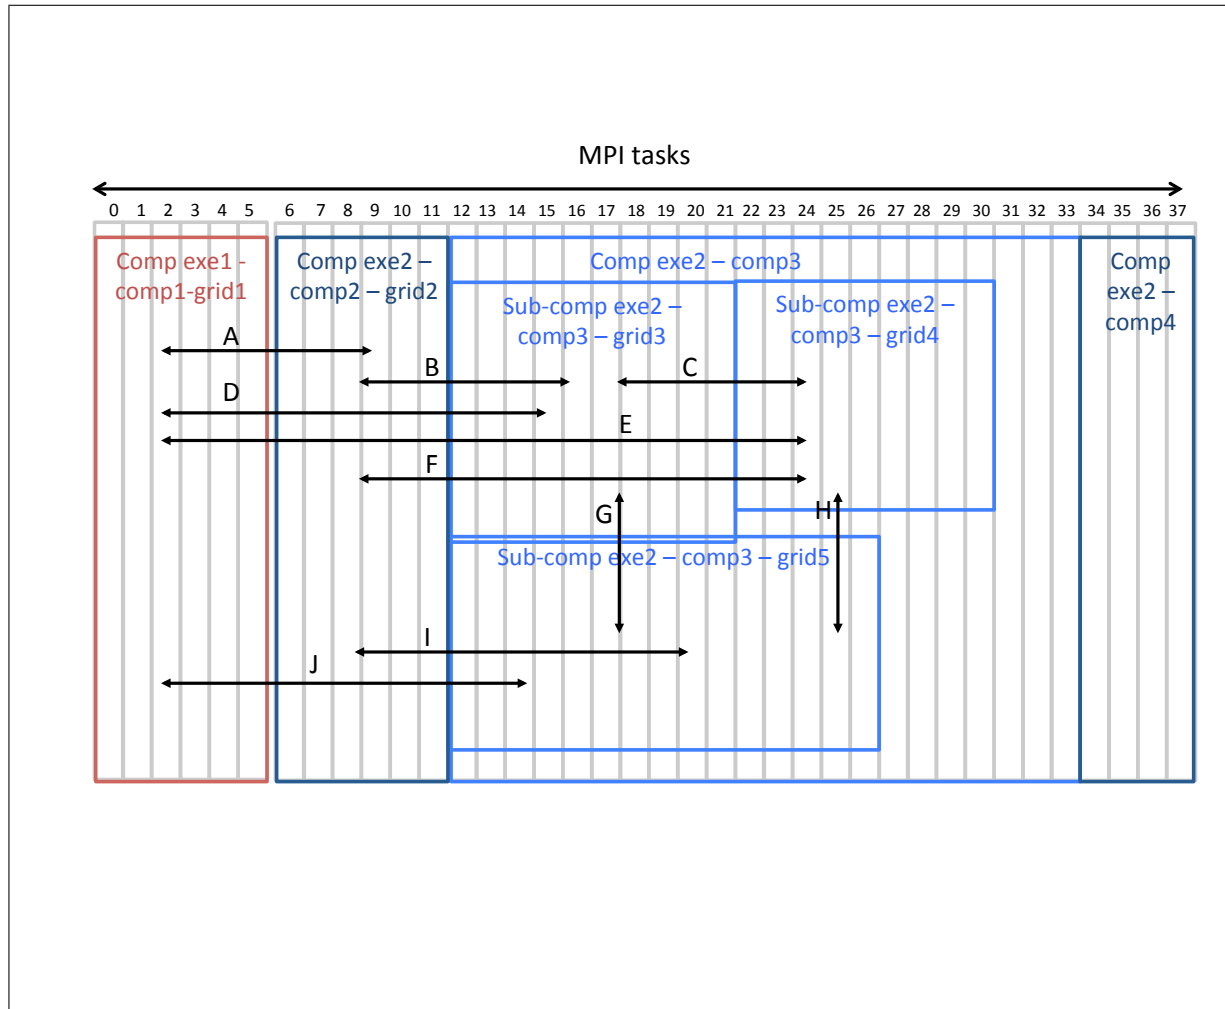 MPI tasks
0 1 2 3 4 5 6 7 8 9 10 11 12 13 14 15 16 17 18 19 20 21 22 23 24 25 26 27 28 29 30 31 32 33 34 35 36 37
Comp exe1 -
comp1-grid1
Comp exe2 –
comp2 – grid2
Comp exe2 – comp3
Comp
exe2 –
comp4
Sub-comp exe2 –
comp3 – grid3
Sub-comp exe2 –
comp3 – grid4
A
B
C
D
E
F
G
H
Sub-comp exe2 – comp3 – grid5
I
J